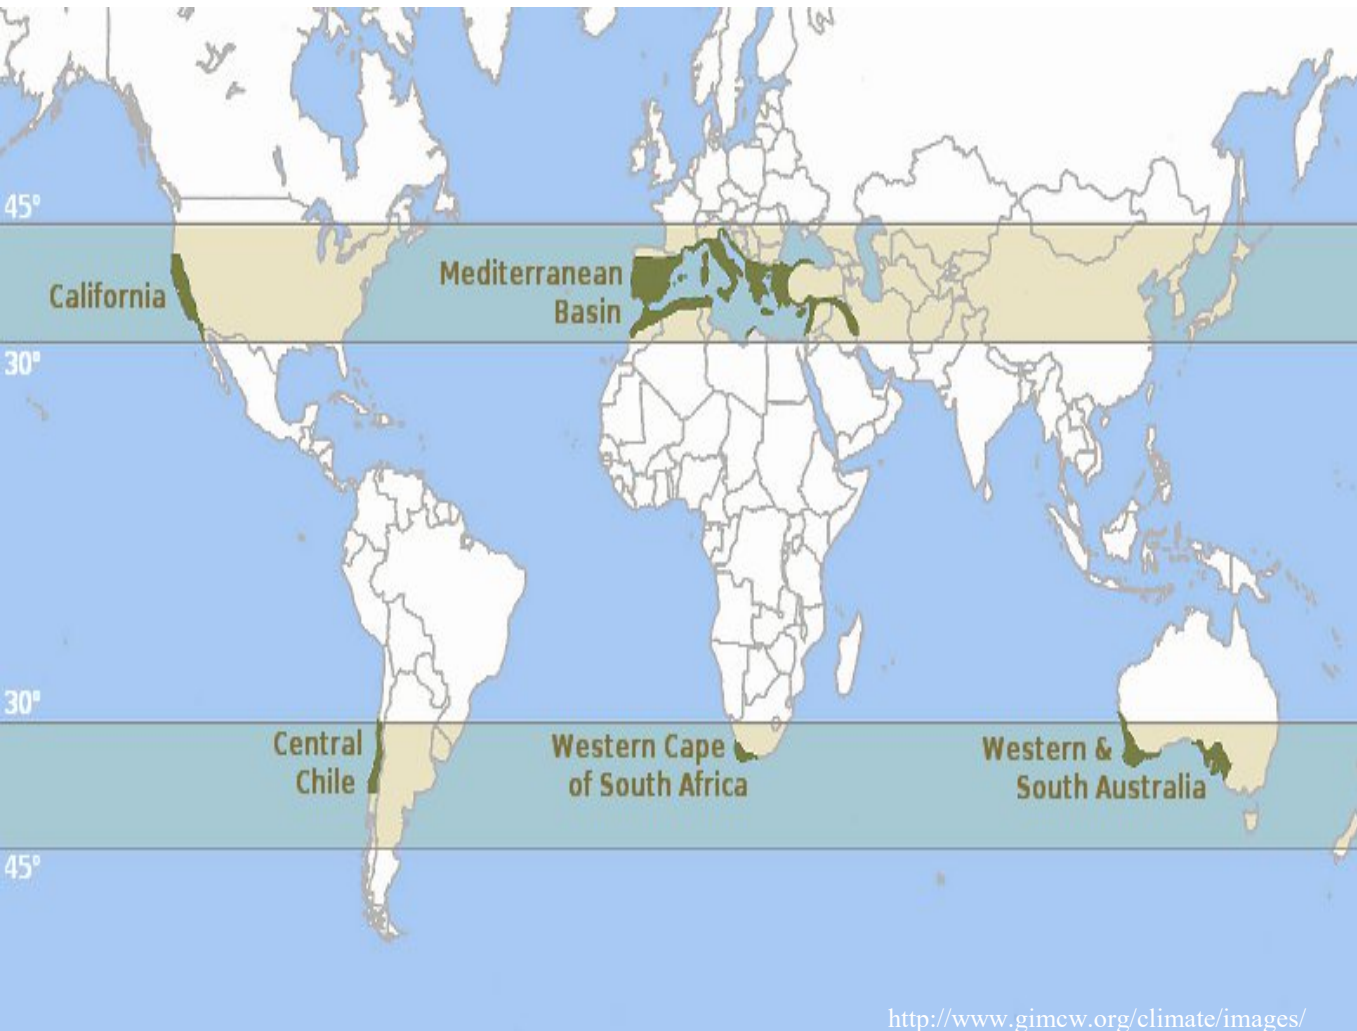 45°
California
Mediterranean
Basin
30°
30°
Central
Chile
Western Cape
of South Africa
Western &
South Australia
45°
http://www.gimcw.org/climate/images/